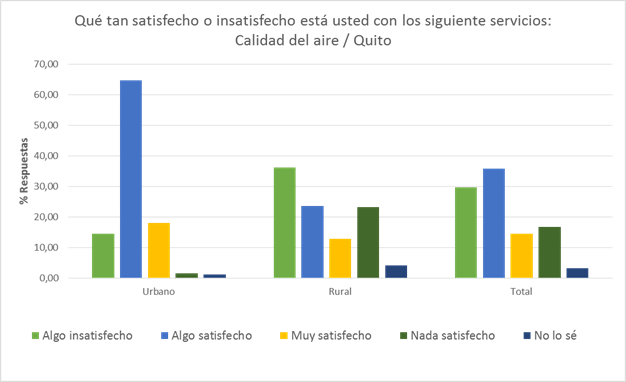 Qué tan satisfecho o insatisfecho está usted con los siguiente servicios:
Calidad del aire / Quito
% Respuestas
70,00
60,00
50,00
40,00
30,00
20,00
10,00
0,00
Urbano Rural Total
Algo insatisfecho Algo satisfecho Muy satisfecho Nada satisfecho No lo sé